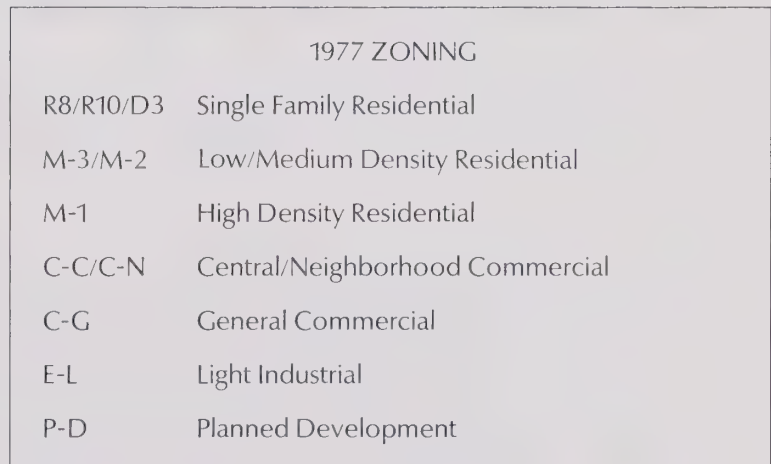 1977 ZONING
R8/R10/D3 Single Family Residential
M-3/M-2 Low/Medium Density Residential
M-1 High Density Residential
C-C/C-N Central/Neighborhood Commercial
C-G General Commercial
E-L Light Industrial
P-D Planned Development